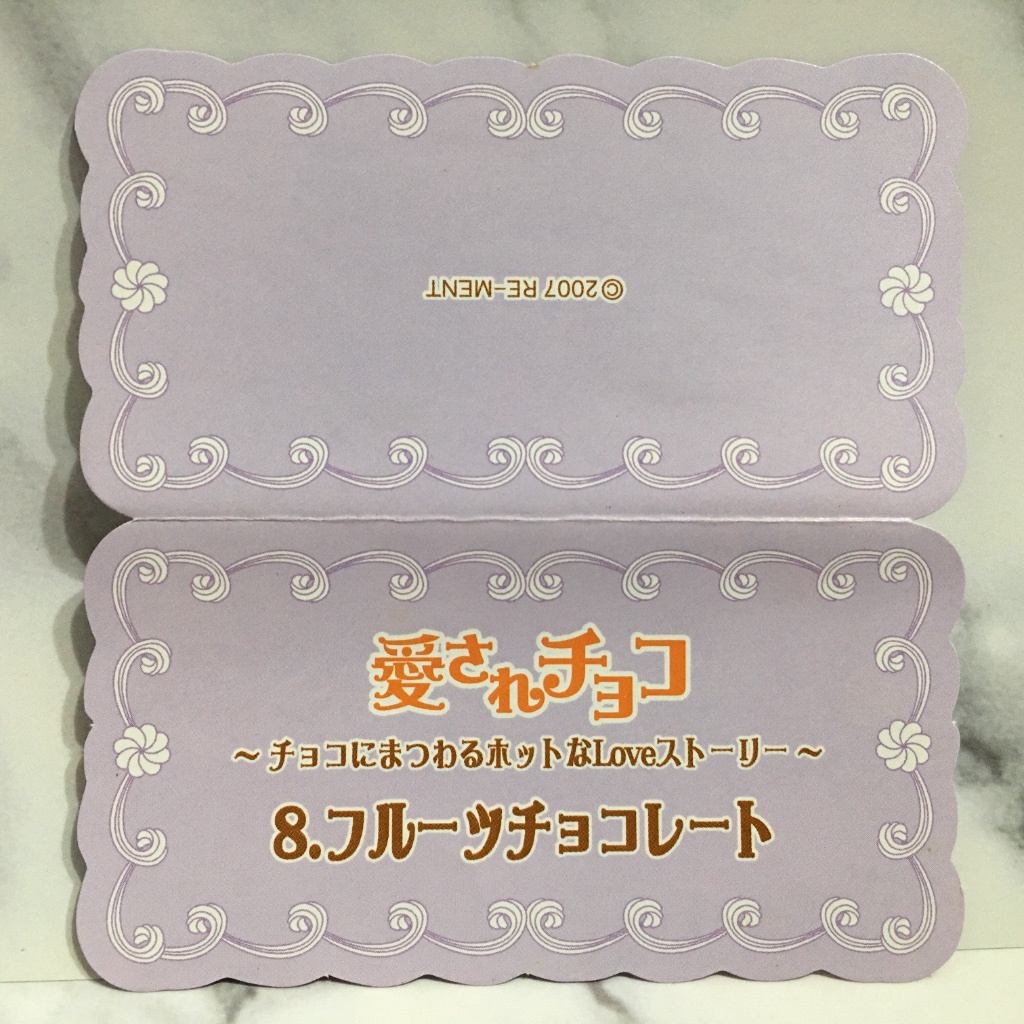 ©2007 RE-MENT
愛されチョコ
～チョコにまつわるホットなLoveストーリー～
8.フルーツチョコレート